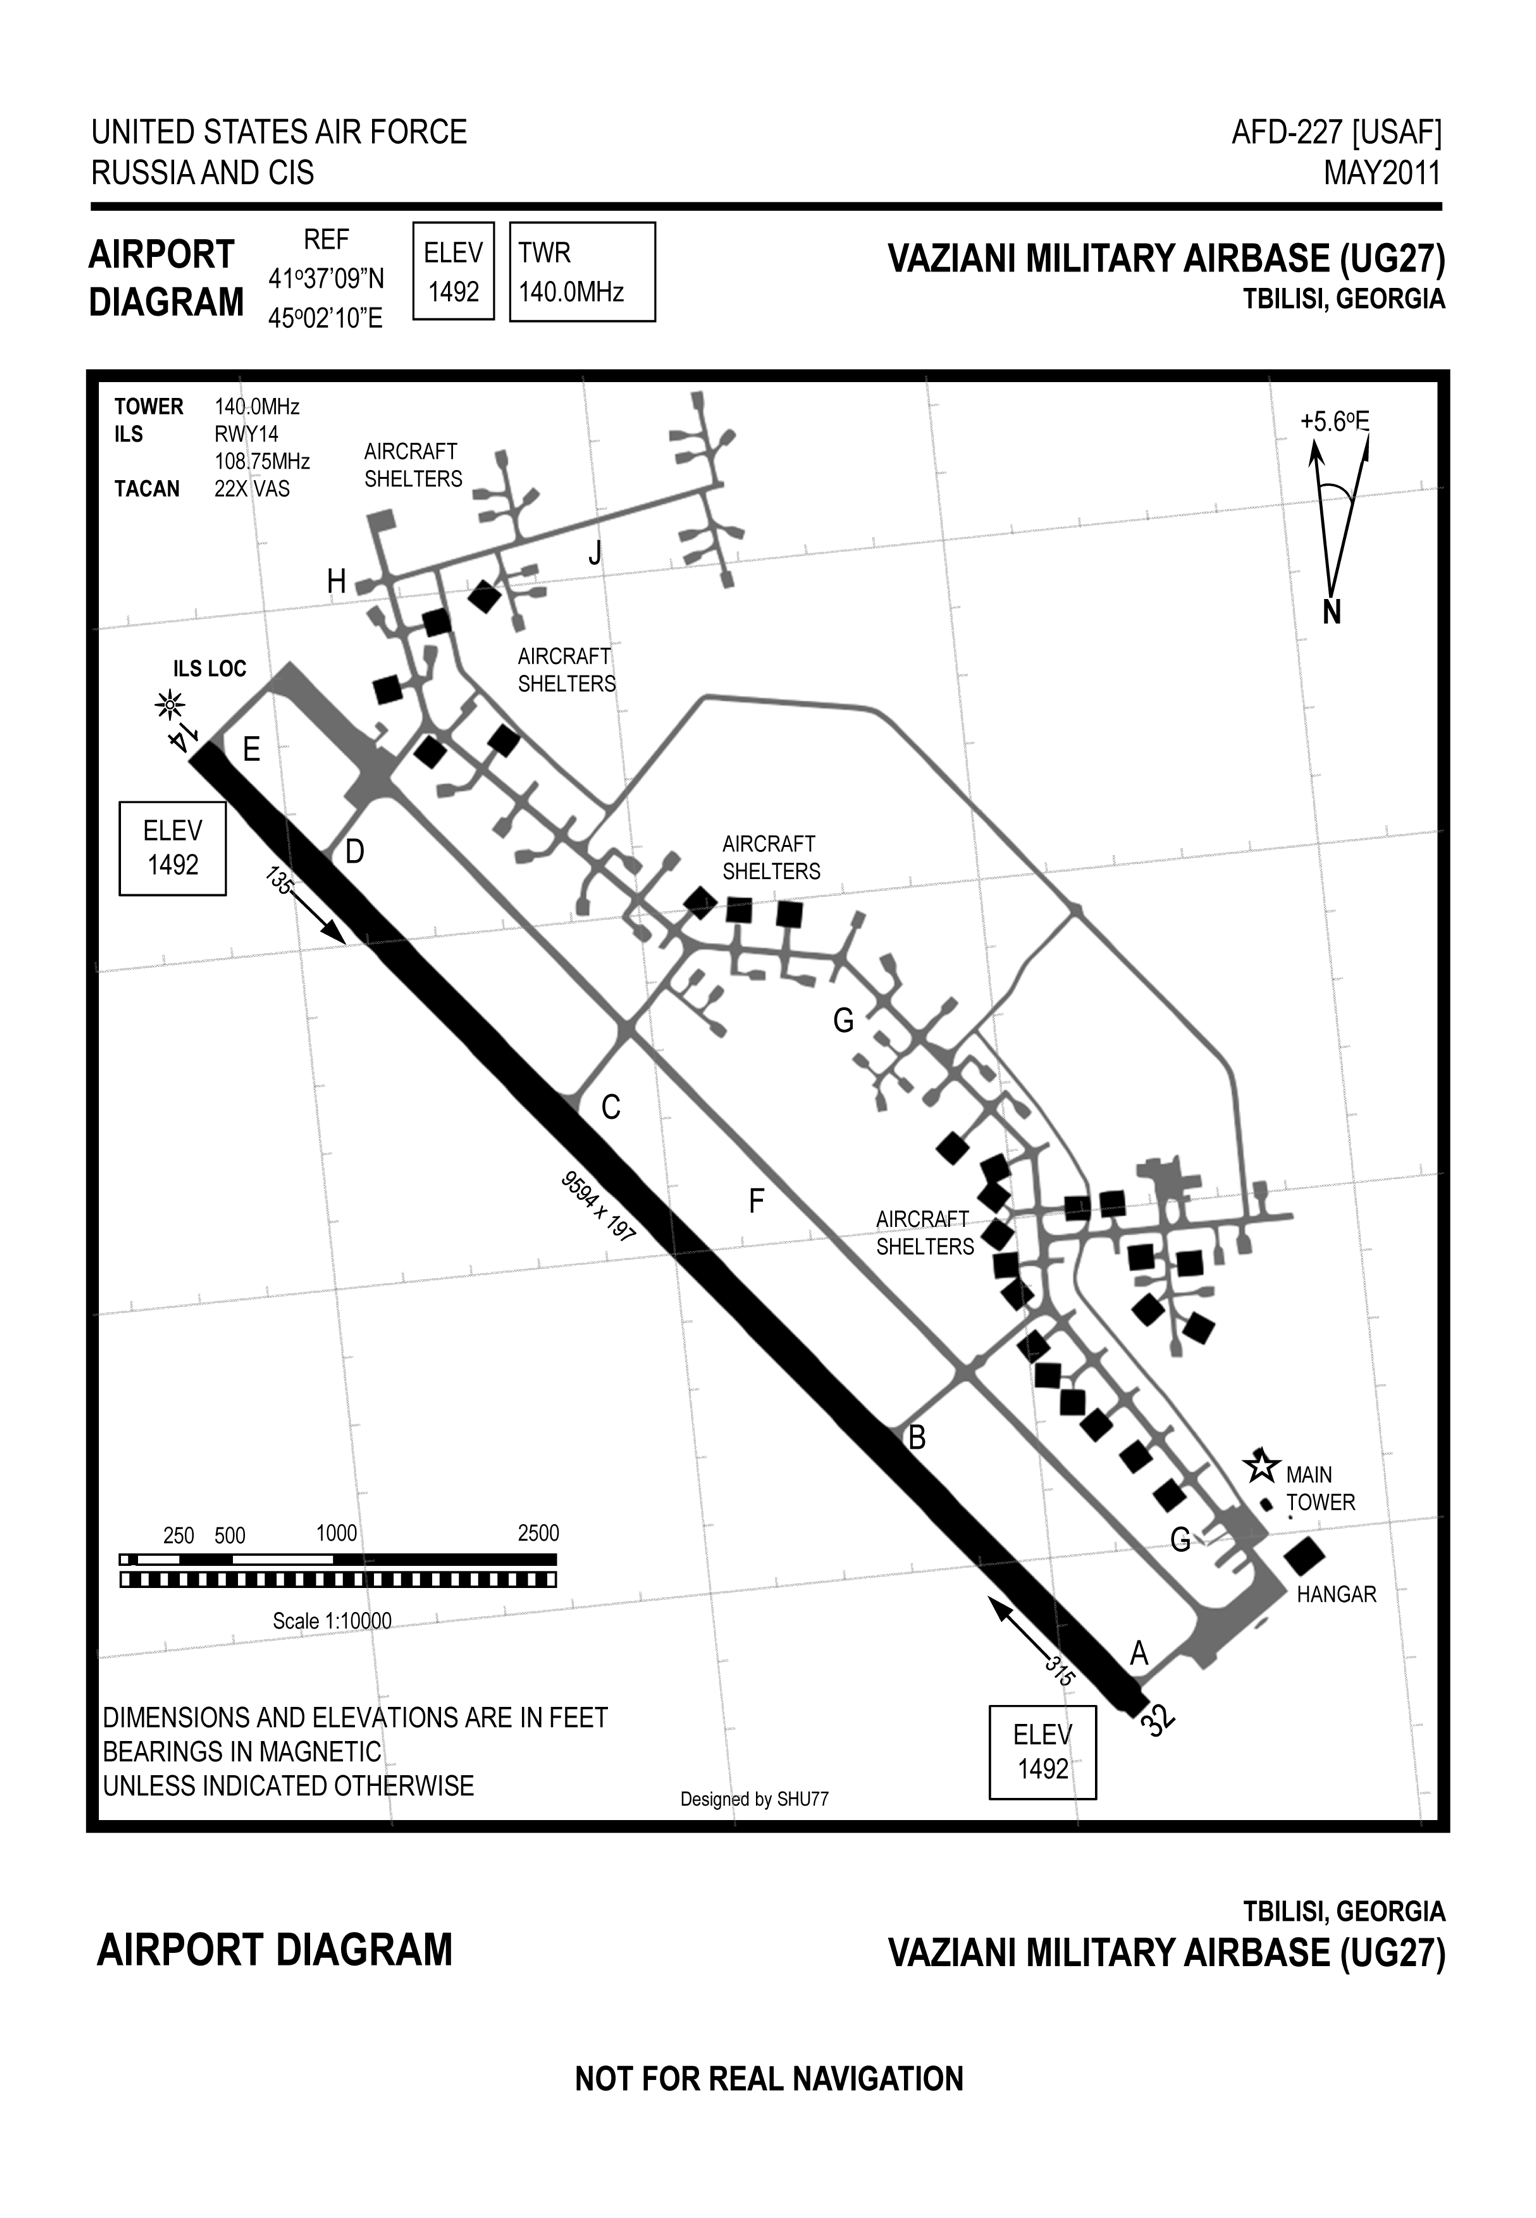 UNITED STATES AIR FORCE
RUSSIA AND CIS
AFD-227 [USAF]
MAY2011
AIRPORT
DIAGRAM
REF
41º37'09”N
45º02'10”E
ELEV
1492
TWR
140.0MHz
VAZIANI MILITARY AIRBASE (UG27)
TBILISI, GEORGIA
TOWER 140.0MHz
ILS RWY14
108.75MHz
TACAN 22X VAS
AIRCRAFT
SHELTERS
+5.6ºE
N
H
J
AIRCRAFT
SHELTERS
ILS LOC
14
E
ELEV
1492
D
135
AIRCRAFT
SHELTERS
G
C
9594 x 197
F
AIRCRAFT
SHELTERS
B
MAIN
TOWER
G
HANGAR
250 500 1000 2500
Scale 1:10000
A
315
32
ELEV
1492
DIMENSIONS AND ELEVATIONS ARE IN FEET
BEARINGS IN MAGNETIC
UNLESS INDICATED OTHERWISE
Designed by SHU77
AIRPORT DIAGRAM
TBILISI, GEORGIA
VAZIANI MILITARY AIRBASE (UG27)
NOT FOR REAL NAVIGATION